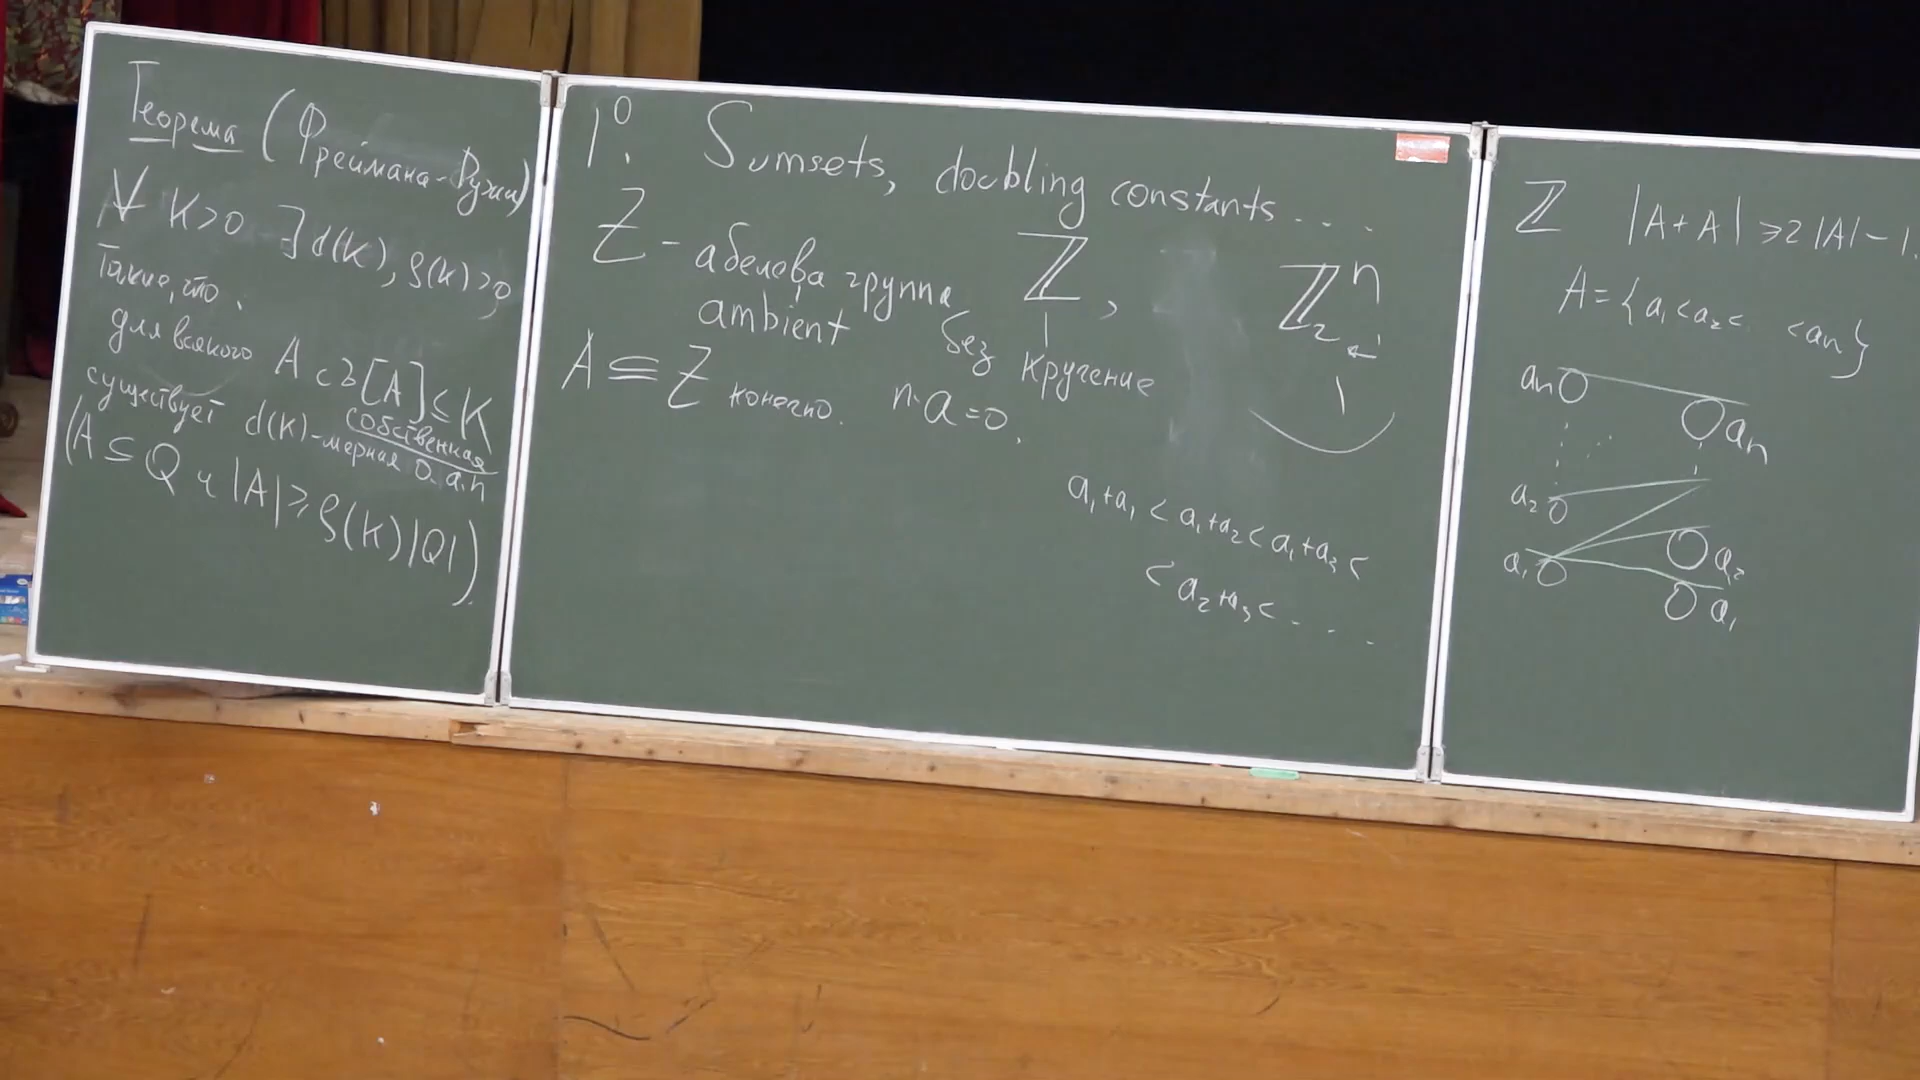 Теорема (Фреймана-Ружи)
∀ K>0 ∃ d(K), ρ(K)>0
такие, что
для всякого A с σ[A]≤K
существует d(K)-мерная собственная о.а.п
(A ⊆ Q и |A| ≥ ρ(K)|Q|).
1⁰. Sumsets, doubling constants....
Z - абелева группа ℤ, ℤ₂ⁿ
ambient без кручение
A ⊆ Z конечно. n·a=0.
a₁+a₁ < a₁+a₂ < a₁+a₃ <
< a₂+a₃ < ....
ℤ |A+A| ≥ 2|A|-1.
A = {a₁<a₂<. <aₙ}
aₙ
aₙ
a₂
a₂
a₁
a₁